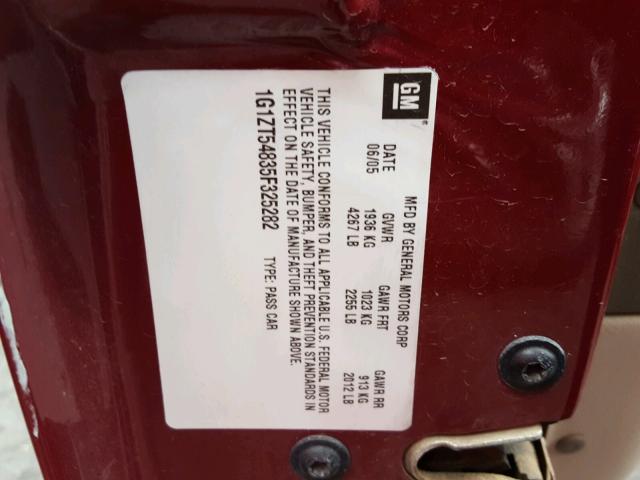 GM®
MFD BY GENERAL MOTORS CORP
DATE GVWR GAWR FRT GAWR RR
06/05 1936 KG 1023 KG 913 KG
4267 LB 2255 LB 2012 LB
THIS VEHICLE CONFORMS TO ALL APPLICABLE U.S. FEDERAL MOTOR
VEHICLE SAFETY, BUMPER, AND THEFT PREVENTION STANDARDS IN
EFFECT ON THE DATE OF MANUFACTURE SHOWN ABOVE.
1G1ZT54835F325282 TYPE: PASS CAR